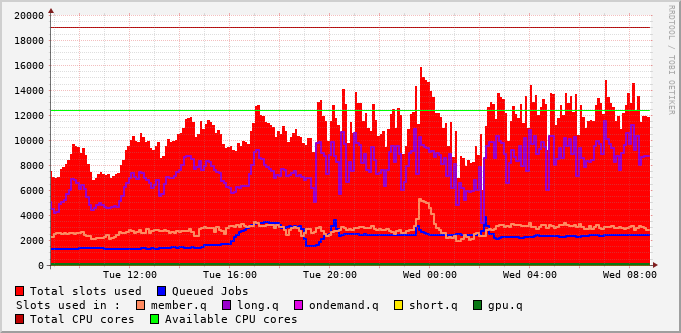 RRDTOOL / TOBI OETIKER
20000
18000
16000
14000
12000
10000
8000
6000
4000
2000
0
Tue 12:00 Tue 16:00 Tue 20:00 Wed 00:00 Wed 04:00 Wed 08:00
Total slots used Queued Jobs
Slots used in : member.q long.q ondemand.q short.q gpu.q
Total CPU cores Available CPU cores